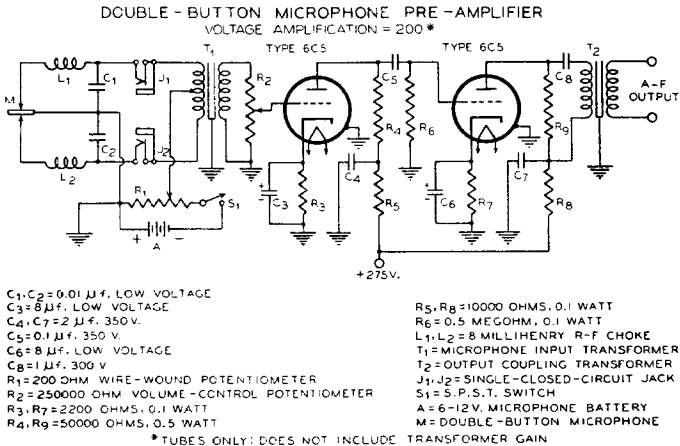 DOUBLE-BUTTON MICROPHONE PRE-AMPLIFIER
VOLTAGE AMPLIFICATION = 200*
TYPE 6C5
TYPE 6C5
T1
T2
L1
C1
J1
R2
C5
C8
M
R4
R6
R9
A-F
OUTPUT
L2
C2
J2
C4
C7
R1
S1
C3
R3
R5
C6
R7
R8
+ A -
+275V.
C1, C2 = 0.01 µf. LOW VOLTAGE
C3 = 8 µf. LOW VOLTAGE
C4, C7 = 2 µf. 350 V.
C5 = 0.1 µf. 350 V.
C6 = 8 µf. LOW VOLTAGE
C8 = 1 µf. 300 V
R1 = 200 OHM WIRE-WOUND POTENTIOMETER
R2 = 250000 OHM VOLUME-CONTROL POTENTIOMETER
R3, R7 = 2200 OHMS, 0.1 WATT
R4, R9 = 50000 OHMS, 0.5 WATT
R5, R8 = 10000 OHMS, 0.1 WATT
R6 = 0.5 MEGOHM, 0.1 WATT
L1, L2 = 8 MILLIHENRY R-F CHOKE
T1 = MICROPHONE INPUT TRANSFORMER
T2 = OUTPUT COUPLING TRANSFORMER
J1, J2 = SINGLE-CLOSED-CIRCUIT JACK
S1 = S.P.S.T. SWITCH
A = 6-12 V. MICROPHONE BATTERY
M = DOUBLE-BUTTON MICROPHONE
*TUBES ONLY: DOES NOT INCLUDE TRANSFORMER GAIN